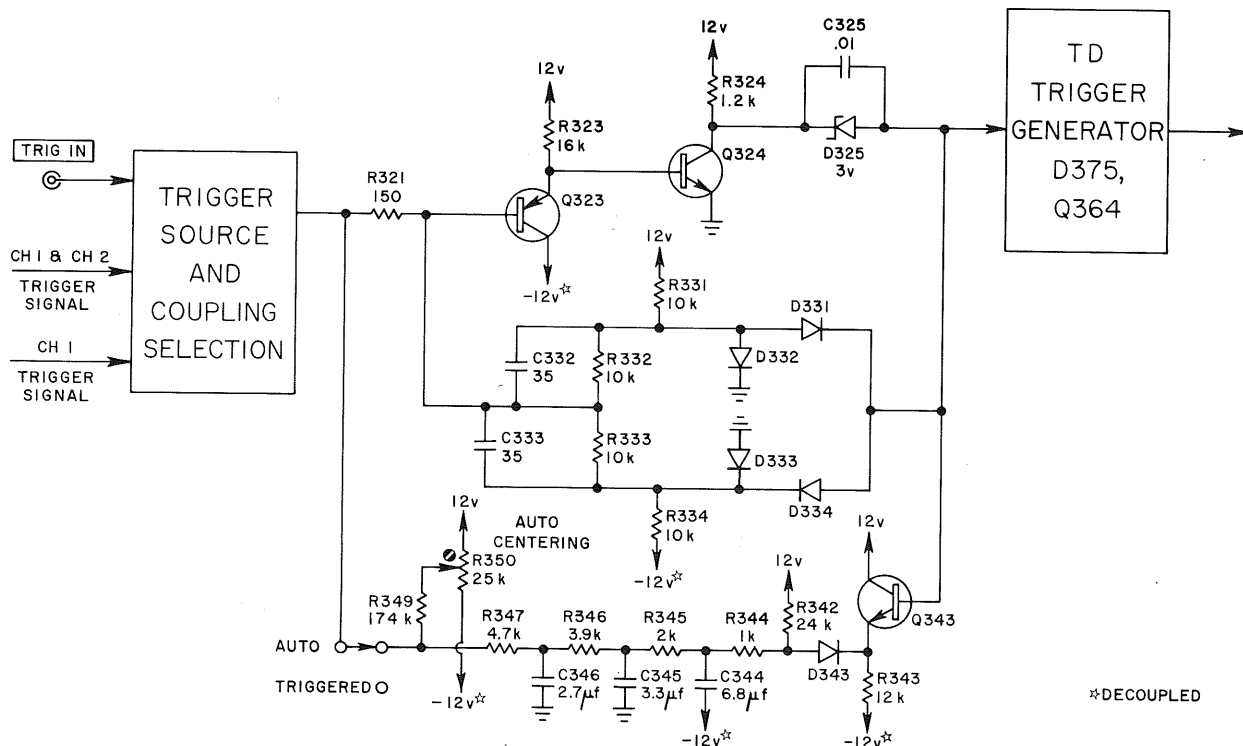 TRIG IN
CH 1 & CH 2
TRIGGER
SIGNAL
CH 1
TRIGGER
SIGNAL
TRIGGER
SOURCE
AND
COUPLING
SELECTION
R321
150
12v
R323
16k
Q323
-12v☆
12v
R324
1.2k
Q324
C325
.01
D325
3v
TD
TRIGGER
GENERATOR
D375,
Q364
12v
R331
10k
D331
C332
35
R332
10k
D332
C333
35
R333
10k
D333
D334
R334
10k
-12v☆
12v
AUTO
CENTERING
R350
25k
R349
174k
-12v☆
AUTO
TRIGGERED
R347
4.7k
R346
3.9k
R345
2k
R344
1k
12v
R342
24k
12v
Q343
D343
R343
12k
-12v☆
C346
2.7μf
C345
3.3μf
C344
6.8μf
-12v☆
☆DECOUPLED